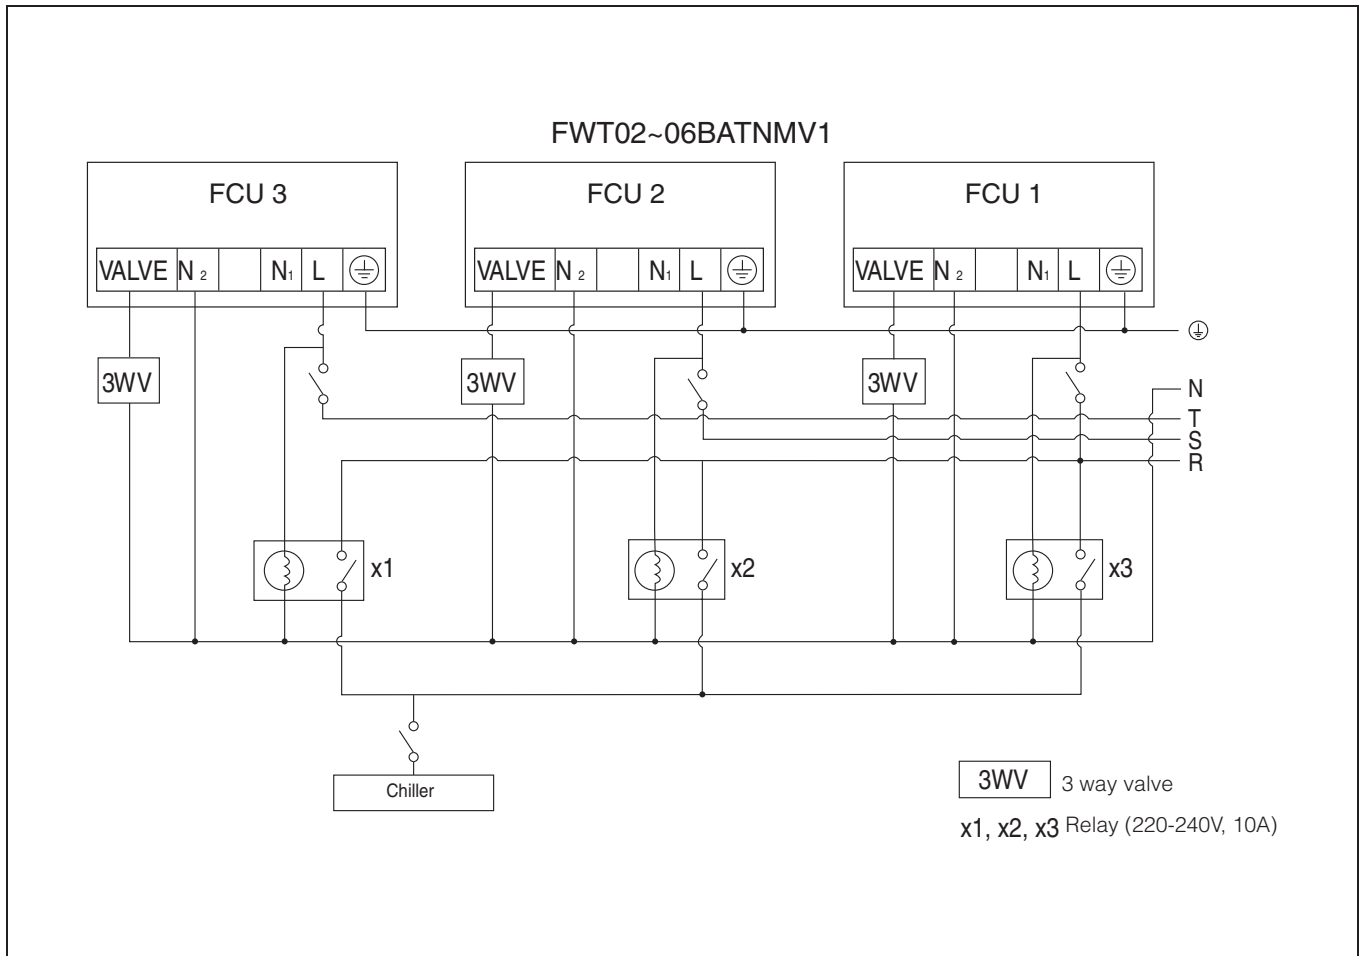 FWT02~06BATNMV1
FCU 3 FCU 2 FCU 1
VALVE N2 N1 L VALVE N2 N1 L VALVE N2 N1 L
3WV 3WV 3WV
N
T
S
R
x1 x2 x3
Chiller
3WV 3 way valve
x1, x2, x3 Relay (220-240V, 10A)